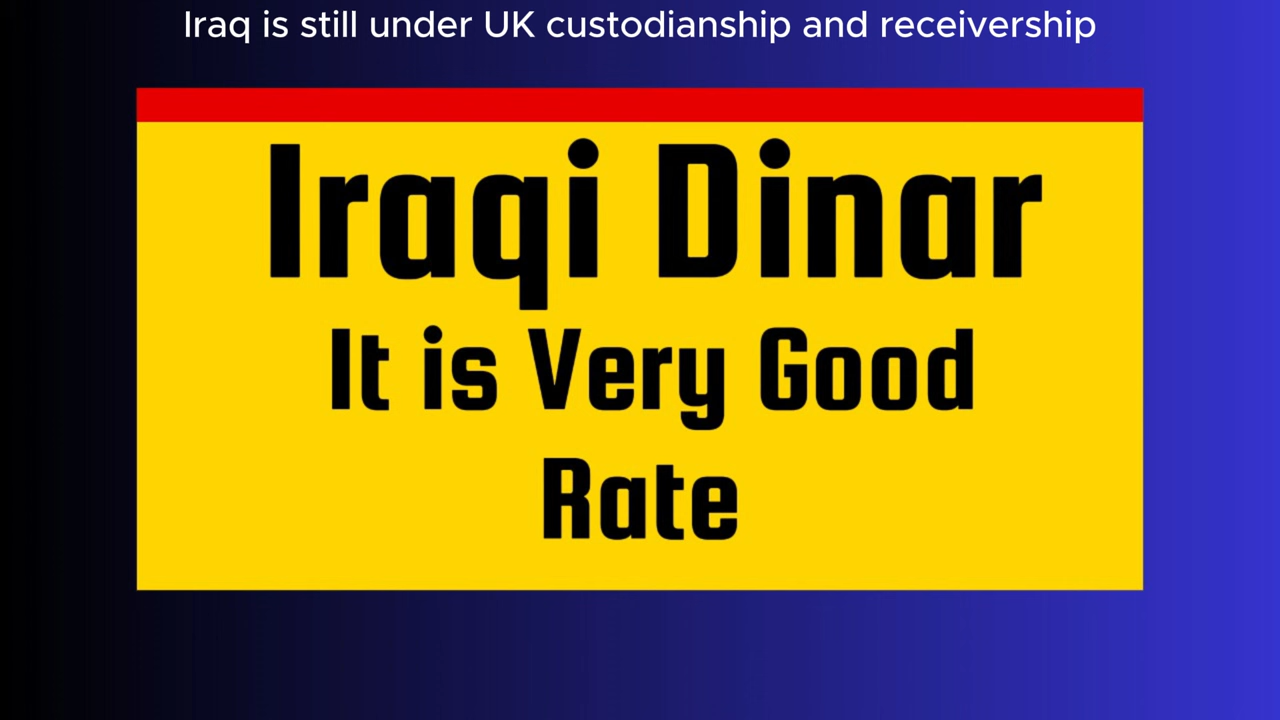 Iraq is still under UK custodianship and receivership
Iraqi Dinar
It is Very Good
Rate